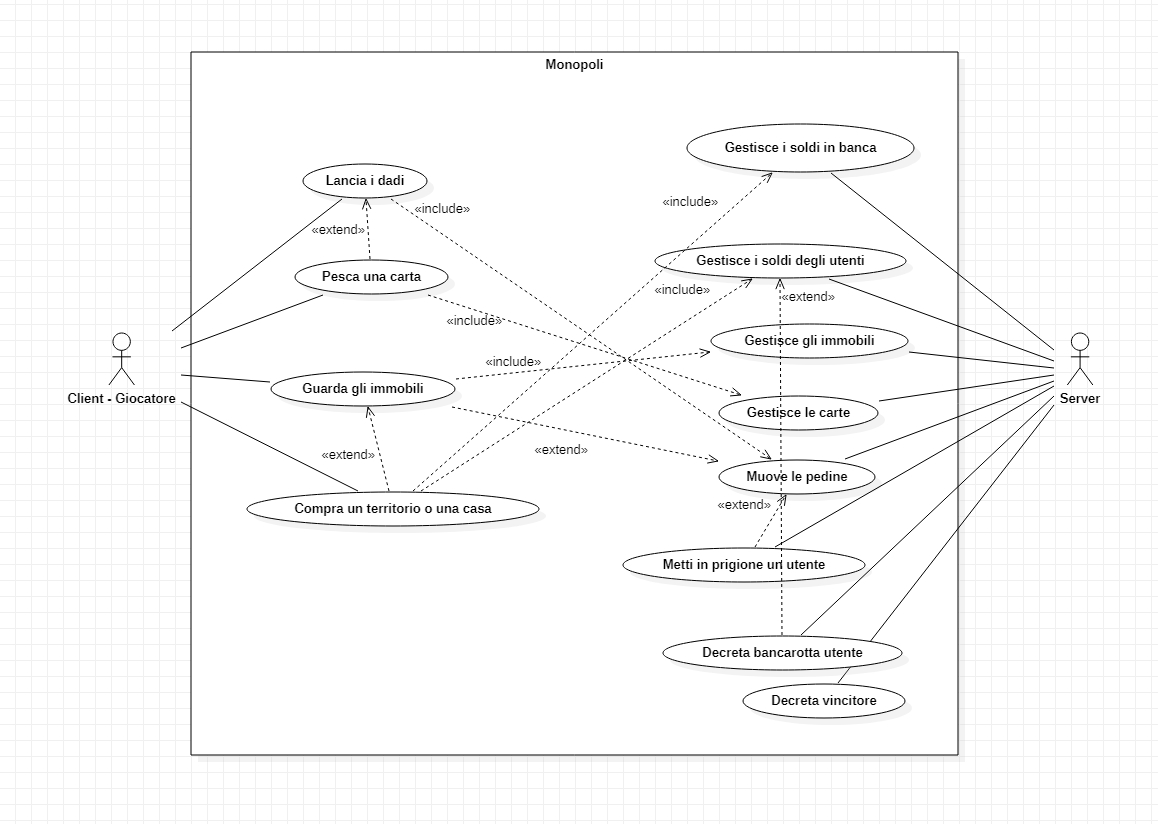 Monopoli
Gestisce i soldi in banca
Lancia i dadi
«include»
«include»
«extend»
Gestisce i soldi degli utenti
Pesca una carta
«include»
«extend»
«include»
Gestisce gli immobili
«include»
Guarda gli immobili
Client - Giocatore
Server
Gestisce le carte
«extend»
«extend»
Muove le pedine
«extend»
Compra un territorio o una casa
Metti in prigione un utente
Decreta bancarotta utente
Decreta vincitore